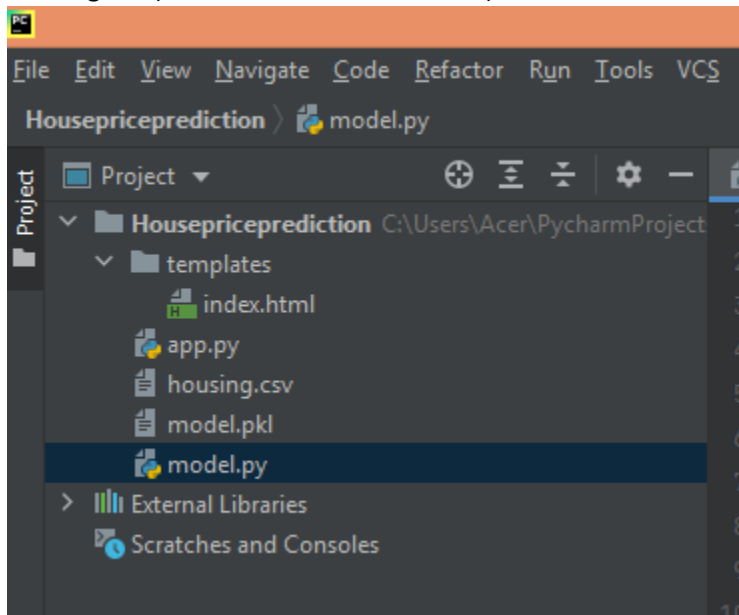 PC
File Edit View Navigate Code Refactor Run Tools VCS
Housepriceprediction model.py
Project
Project
Housepriceprediction C:\Users\Acer\PycharmProject
templates
H index.html
app.py
housing.csv
model.pkl
model.py
External Libraries
Scratches and Consoles